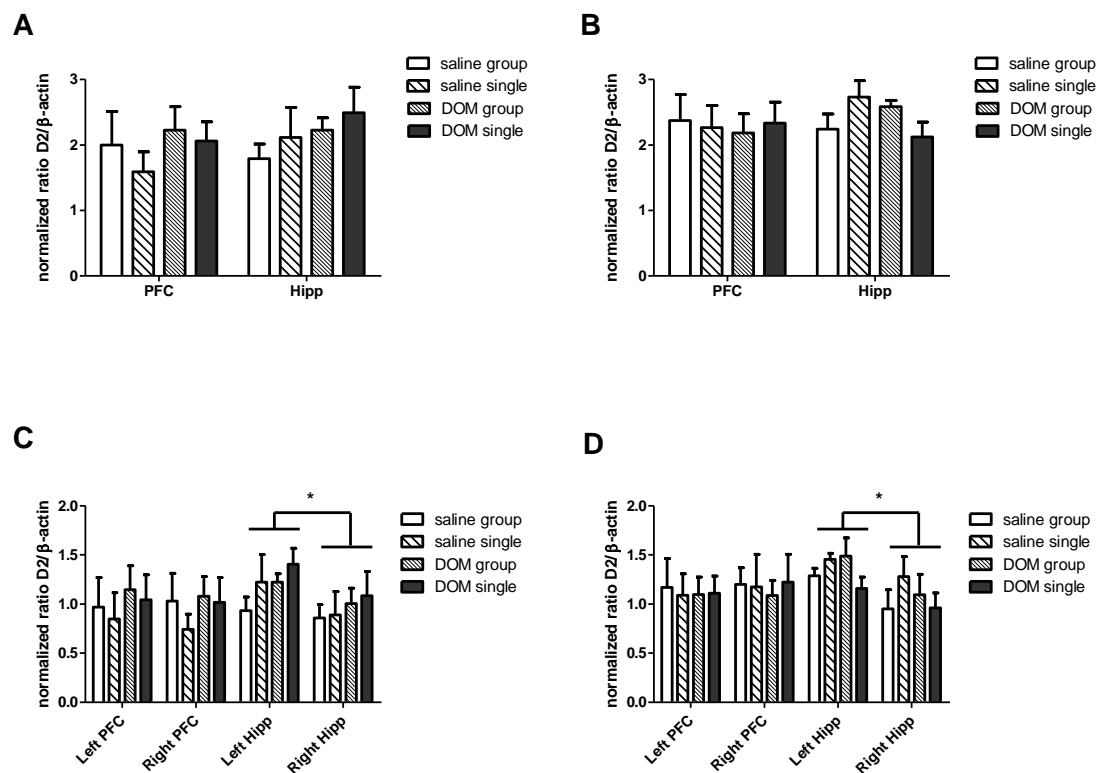 A
normalized ratio D2/β-actin
3
2
1
0
PFC
Hipp
saline group
saline single
DOM group
DOM single
B
normalized ratio D2/β-actin
3
2
1
0
PFC
Hipp
saline group
saline single
DOM group
DOM single
C
normalized ratio D2/β-actin
2.0
1.5
1.0
0.5
0.0
*
Left PFC
Right PFC
Left Hipp
Right Hipp
saline group
saline single
DOM group
DOM single
D
normalized ratio D2/β-actin
2.0
1.5
1.0
0.5
0.0
*
Left PFC
Right PFC
Left Hipp
Right Hipp
saline group
saline single
DOM group
DOM single